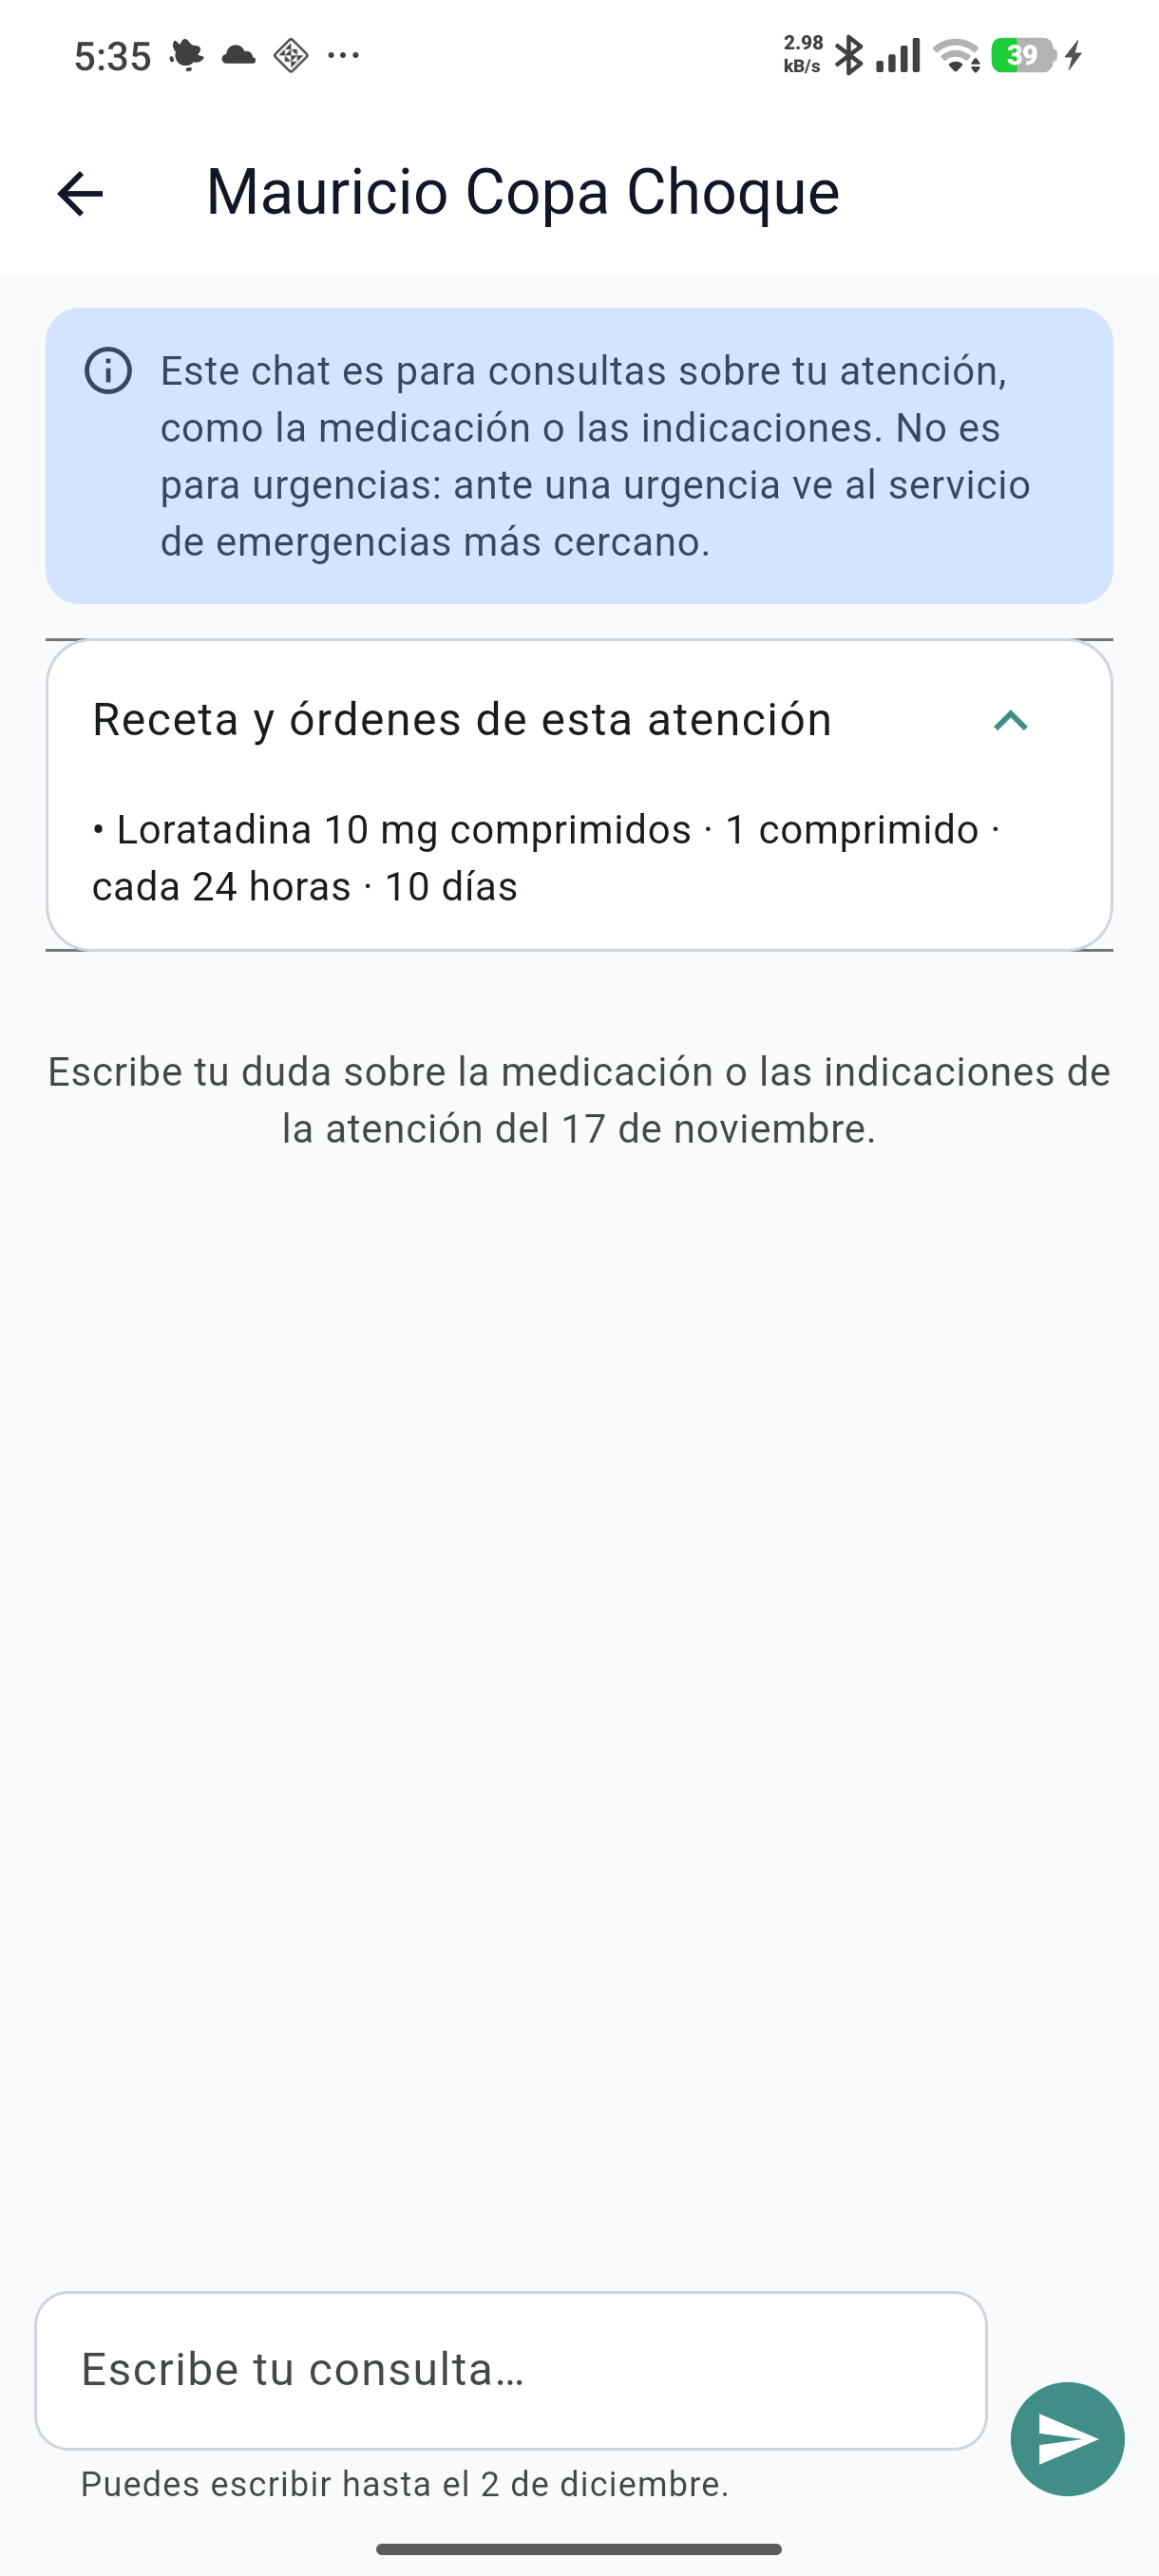 5:35
2.98
kB/s
39
Mauricio Copa Choque
Este chat es para consultas sobre tu atención,
como la medicación o las indicaciones. No es
para urgencias: ante una urgencia ve al servicio
de emergencias más cercano.
Receta y órdenes de esta atención
• Loratadina 10 mg comprimidos · 1 comprimido ·
cada 24 horas · 10 días
Escribe tu duda sobre la medicación o las indicaciones de
la atención del 17 de noviembre.
Escribe tu consulta…
Puedes escribir hasta el 2 de diciembre.